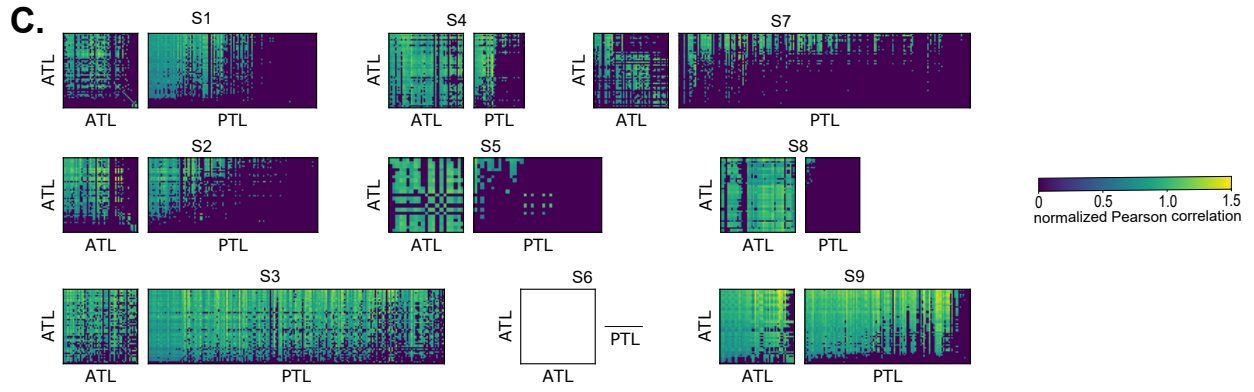 C.
S1
ATL
ATL PTL
S4
ATL
ATL PTL
S7
ATL
ATL PTL
S2
ATL
ATL PTL
S5
ATL PTL
S8
ATL
ATL PTL
0 0.5 1.0 1.5
normalized Pearson correlation
S3
ATL
ATL PTL
S6
ATL
ATL PTL
S9
ATL
ATL PTL